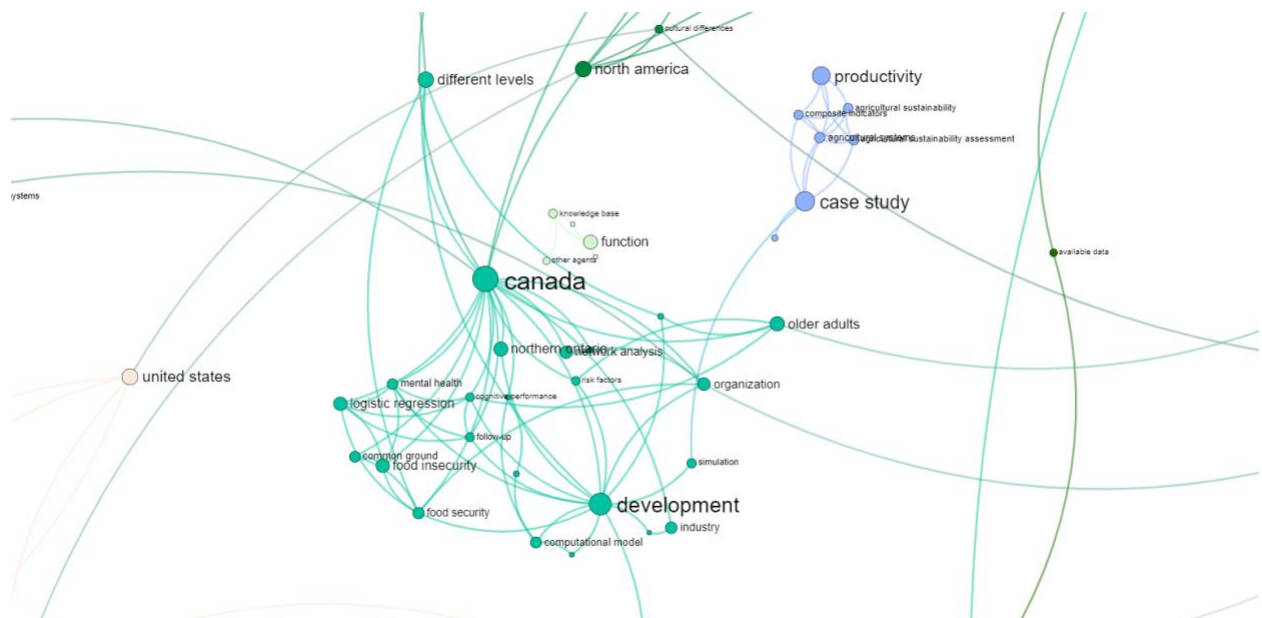 cultural differences
north america
different levels
productivity
agricultural sustainability
composite indicators
agricultural systems
agricultural sustainability assessment
ystems
case study
knowledge base
function
other agents
available data
canada
older adults
northern ontario
network analysis
united states
mental health
risk factors
organization
cognitive performance
logistic regression
follow-up
common ground
food insecurity
simulation
development
food security
industry
computational model